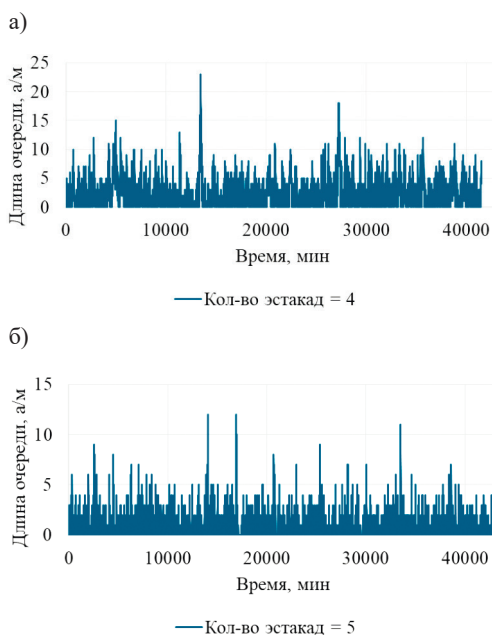 а)
Длина очереди, а/м
25
20
15
10
5
0
0 10000 20000 30000 40000
Время, мин
Кол-во эстакад = 4
б)
Длина очереди, а/м
15
10
5
0
0 10000 20000 30000 40000
Время, мин
Кол-во эстакад = 5